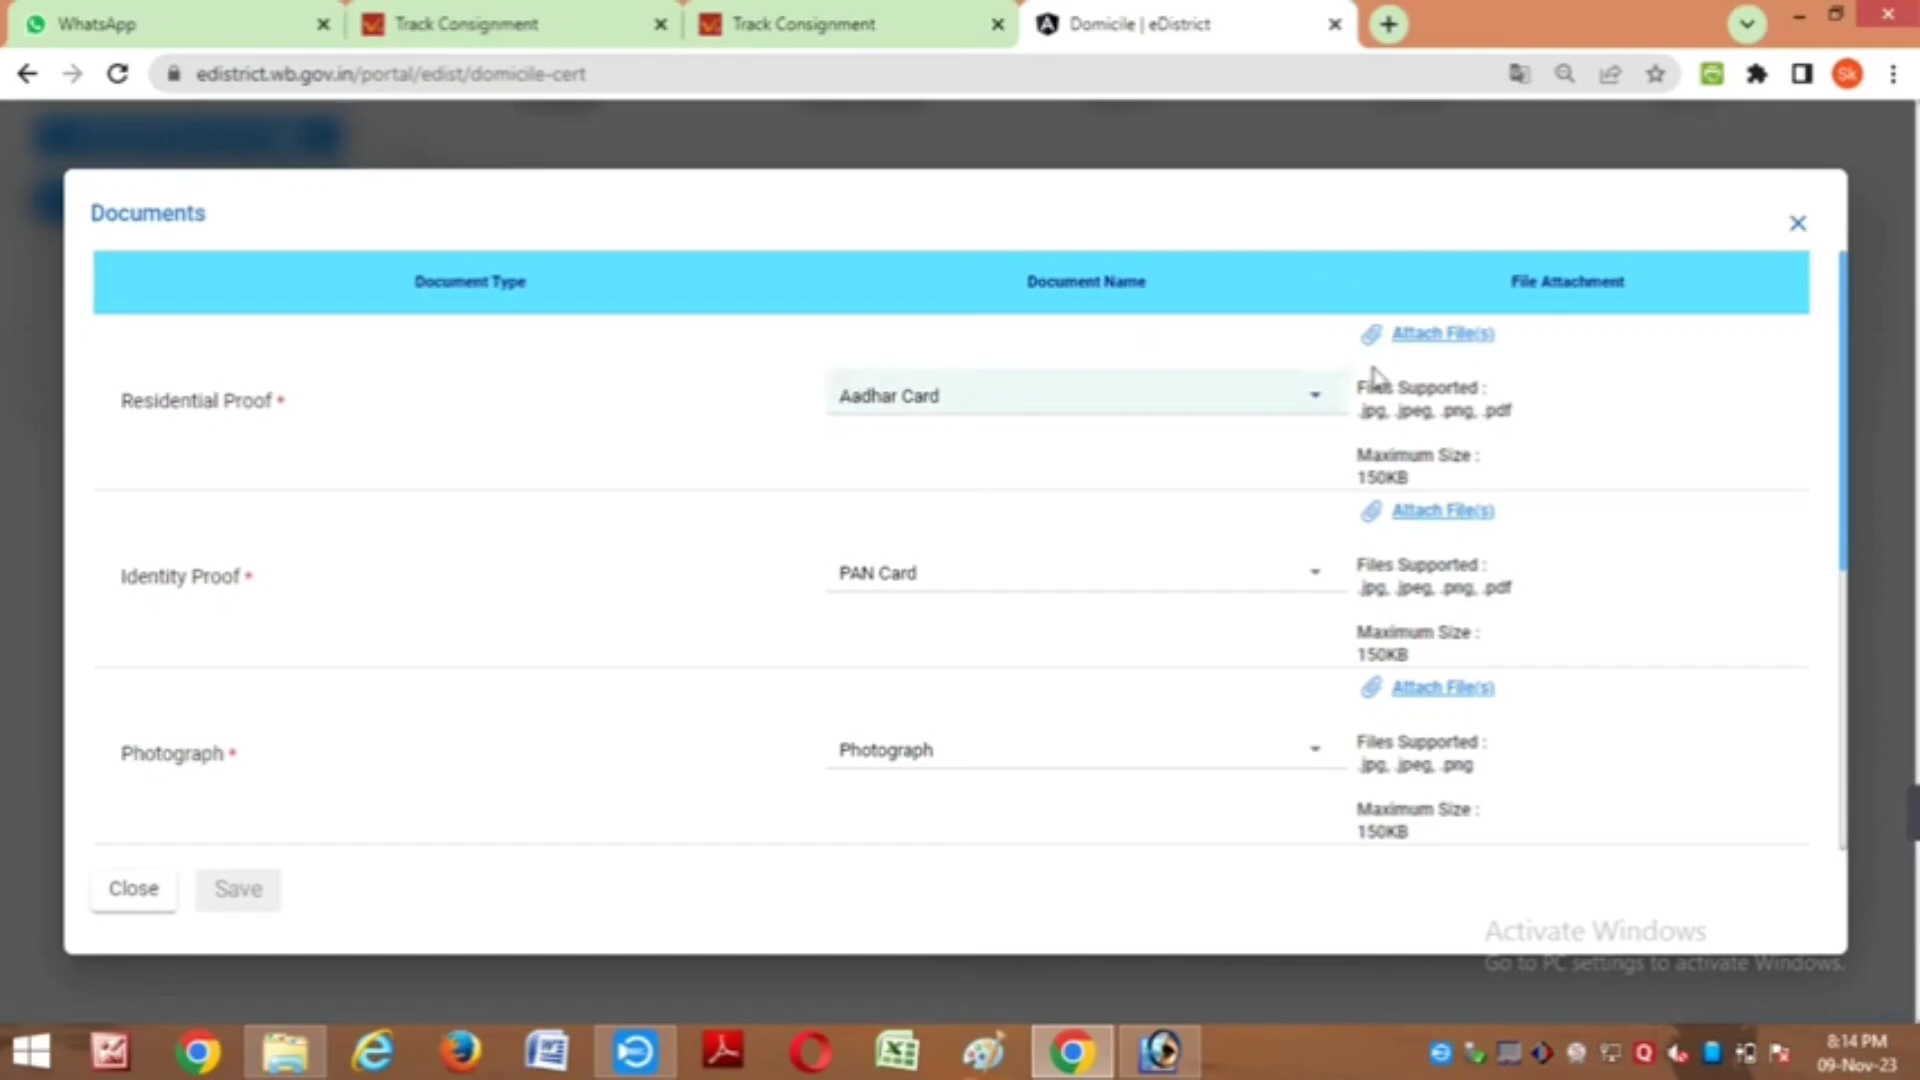 WhatsApp
Track Consignment
Track Consignment
Domicile | eDistrict
edistrict.wb.gov.in/portal/edist/domicile-cert
Sk
Documents
Document Type
Document Name
File Attachment
Attach File(s)
Residential Proof *
Aadhar Card
Files Supported :
.jpg, .jpeg, .png, .pdf
Maximum Size :
150KB
Attach File(s)
Identity Proof *
PAN Card
Files Supported :
.jpg, .jpeg, .png, .pdf
Maximum Size :
150KB
Attach File(s)
Photograph *
Photograph
Files Supported :
.jpg, .jpeg, .png
Maximum Size :
150KB
Close
Save
Activate Windows
Go to PC settings to activate Windows.
8:14 PM
09-Nov-23